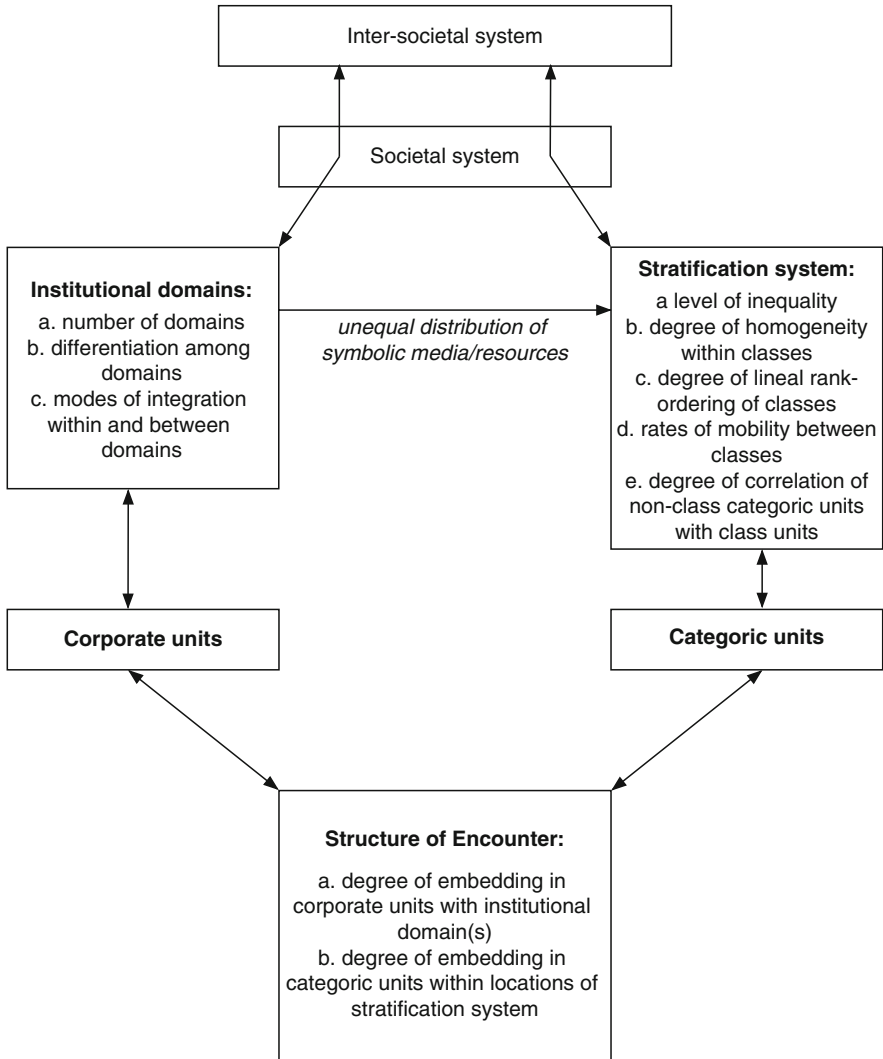 Inter-societal system
Societal system
Institutional domains:
a. number of domains
b. differentiation among
domains
c. modes of integration
within and between
domains
unequal distribution of
symbolic media/resources
Stratification system:
a level of inequality
b. degree of homogeneity
within classes
c. degree of lineal rank-
ordering of classes
d. rates of mobility between
classes
e. degree of correlation of
non-class categoric units
with class units
Corporate units
Categoric units
Structure of Encounter:
a. degree of embedding in
corporate units with institutional
domain(s)
b. degree of embedding in
categoric units within locations of
stratification system